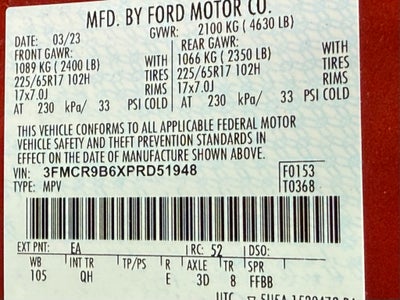 MFD. BY FORD MOTOR CO.
DATE: 03/23 GVWR: 2100 KG ( 4630 LB)
FRONT GAWR: REAR GAWR:
1089 KG ( 2400 LB) WITH 1066 KG ( 2350 LB) WITH
225/65R17 102H TIRES 225/65R17 102H TIRES
17x7.0J RIMS 17x7.0J RIMS
AT 230 kPa/ 33 PSI COLD AT 230 kPa/ 33 PSI COLD
THIS VEHICLE CONFORMS TO ALL APPLICABLE FEDERAL MOTOR
VEHICLE SAFETY AND THEFT PREVENTION STANDARDS IN
EFFECT ON THE DATE OF MANUFACTURE SHOWN ABOVE.
VIN: 3FMCR9B6XPRD51948 F0153
TYPE: MPV T0368
EXT PNT: EA RC: 52 DSO:
WB INT TR TP/PS R AXLE TR SPR
105 QH E 3D 8 FFBB
UTC